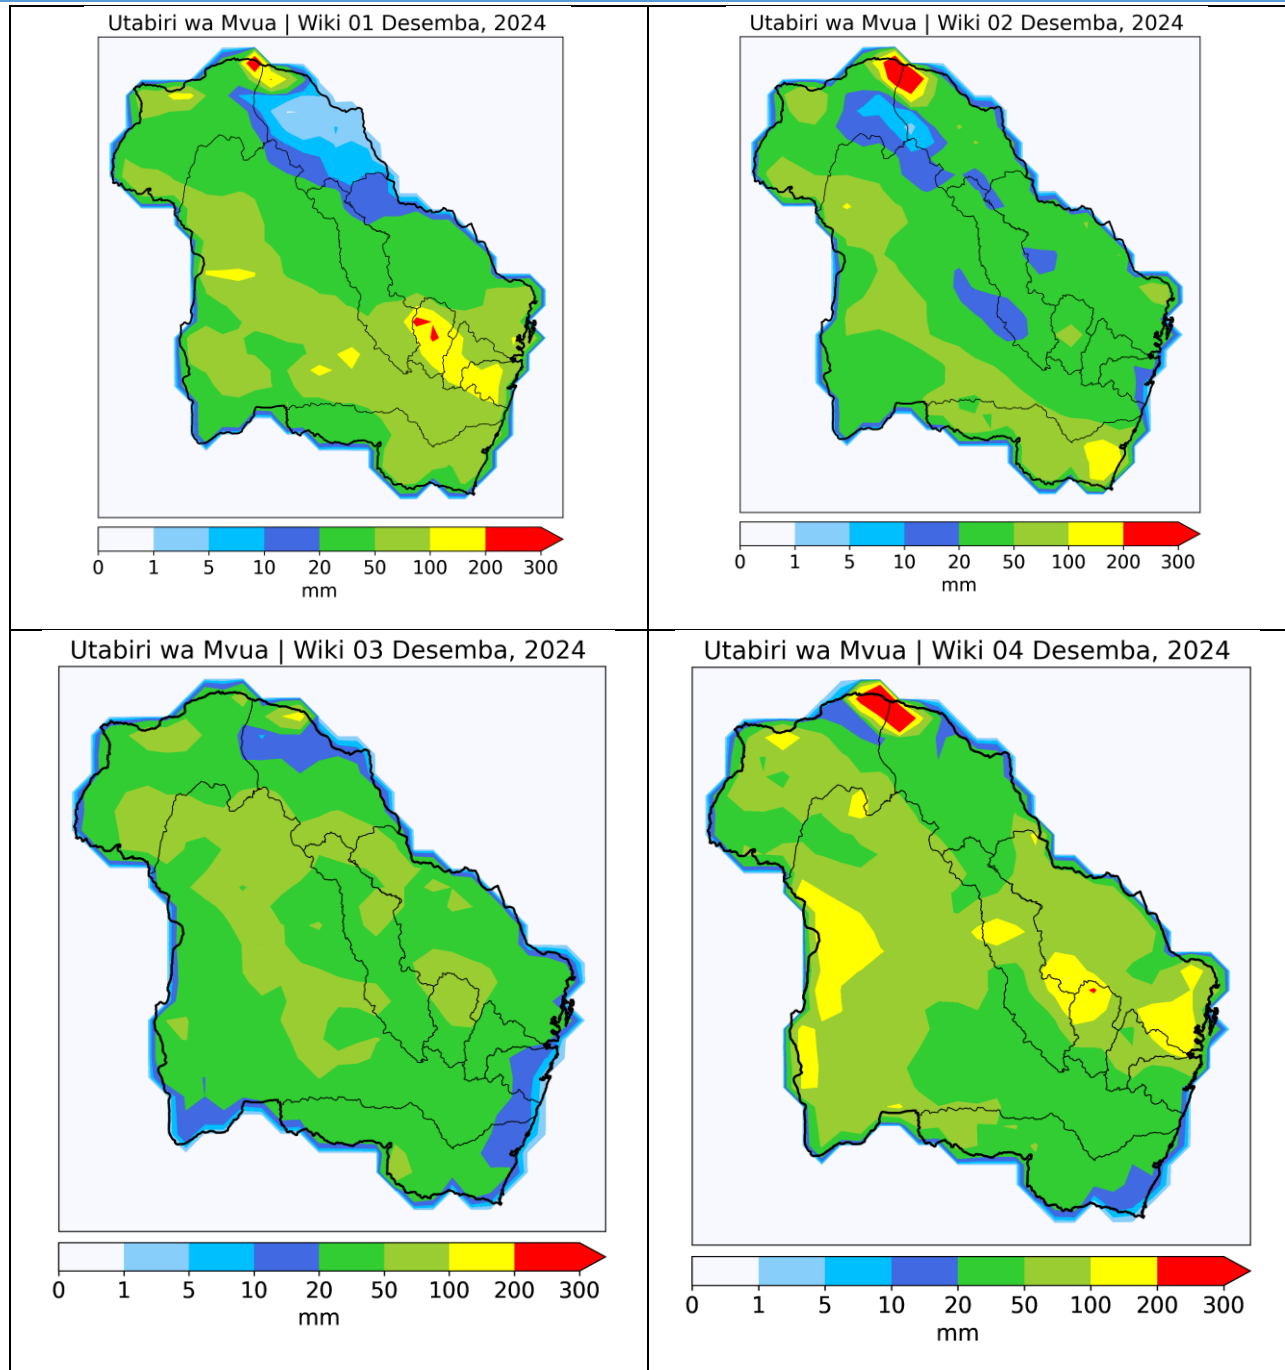 Utabiri wa Mvua | Wiki 01 Desemba, 2024
0 1 5 10 20 50 100 200 300
mm
Utabiri wa Mvua | Wiki 02 Desemba, 2024
0 1 5 10 20 50 100 200 300
mm
Utabiri wa Mvua | Wiki 03 Desemba, 2024
0 1 5 10 20 50 100 200 300
mm
Utabiri wa Mvua | Wiki 04 Desemba, 2024
0 1 5 10 20 50 100 200 300
mm